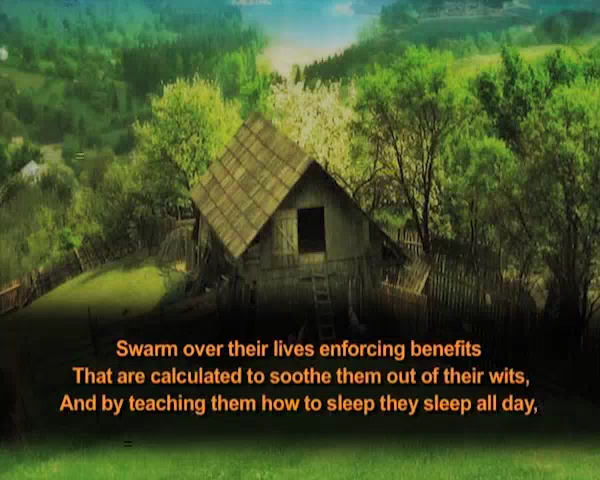 Swarm over their lives enforcing benefits
That are calculated to soothe them out of their wits,
And by teaching them how to sleep they sleep all day,